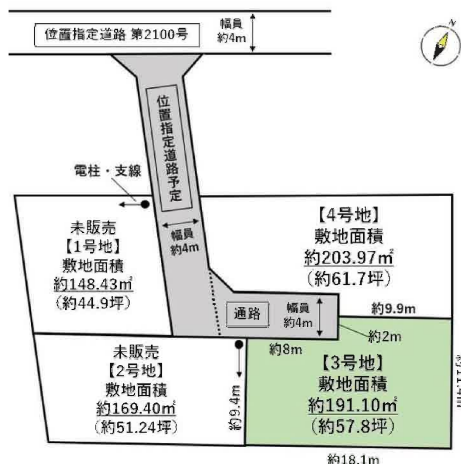 位置指定道路 第2100号
幅員
約4m
N
位置指定道路予定
電柱・支線
幅員
約4m
未販売
【1号地】
敷地面積
約148.43㎡
(約44.9坪)
【4号地】
敷地面積
約203.97㎡
(約61.7坪)
通路
幅員
約4m
約9.9m
約2m
約8m
未販売
【2号地】
敷地面積
約169.40㎡
(約51.24坪)
約9.4m
【3号地】
敷地面積
約191.10㎡
(約57.8坪)
約18.1m